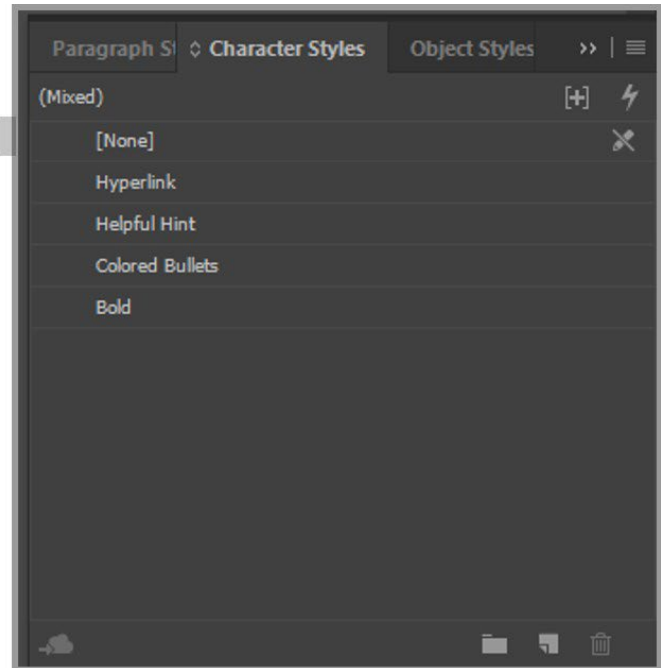 Paragraph St Character Styles Object Styles
(Mixed)
[None]
Hyperlink
Helpful Hint
Colored Bullets
Bold